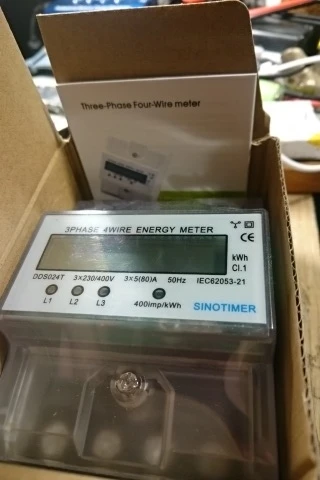 Three-Phase Four-Wire meter
3PHASE 4WIRE ENERGY METER
CE
kWh
Cl.1
DDS024T 3×230/400V 3×5(80)A 50Hz IEC62053-21
L1 L2 L3 400imp/kWh
SINOTIMER